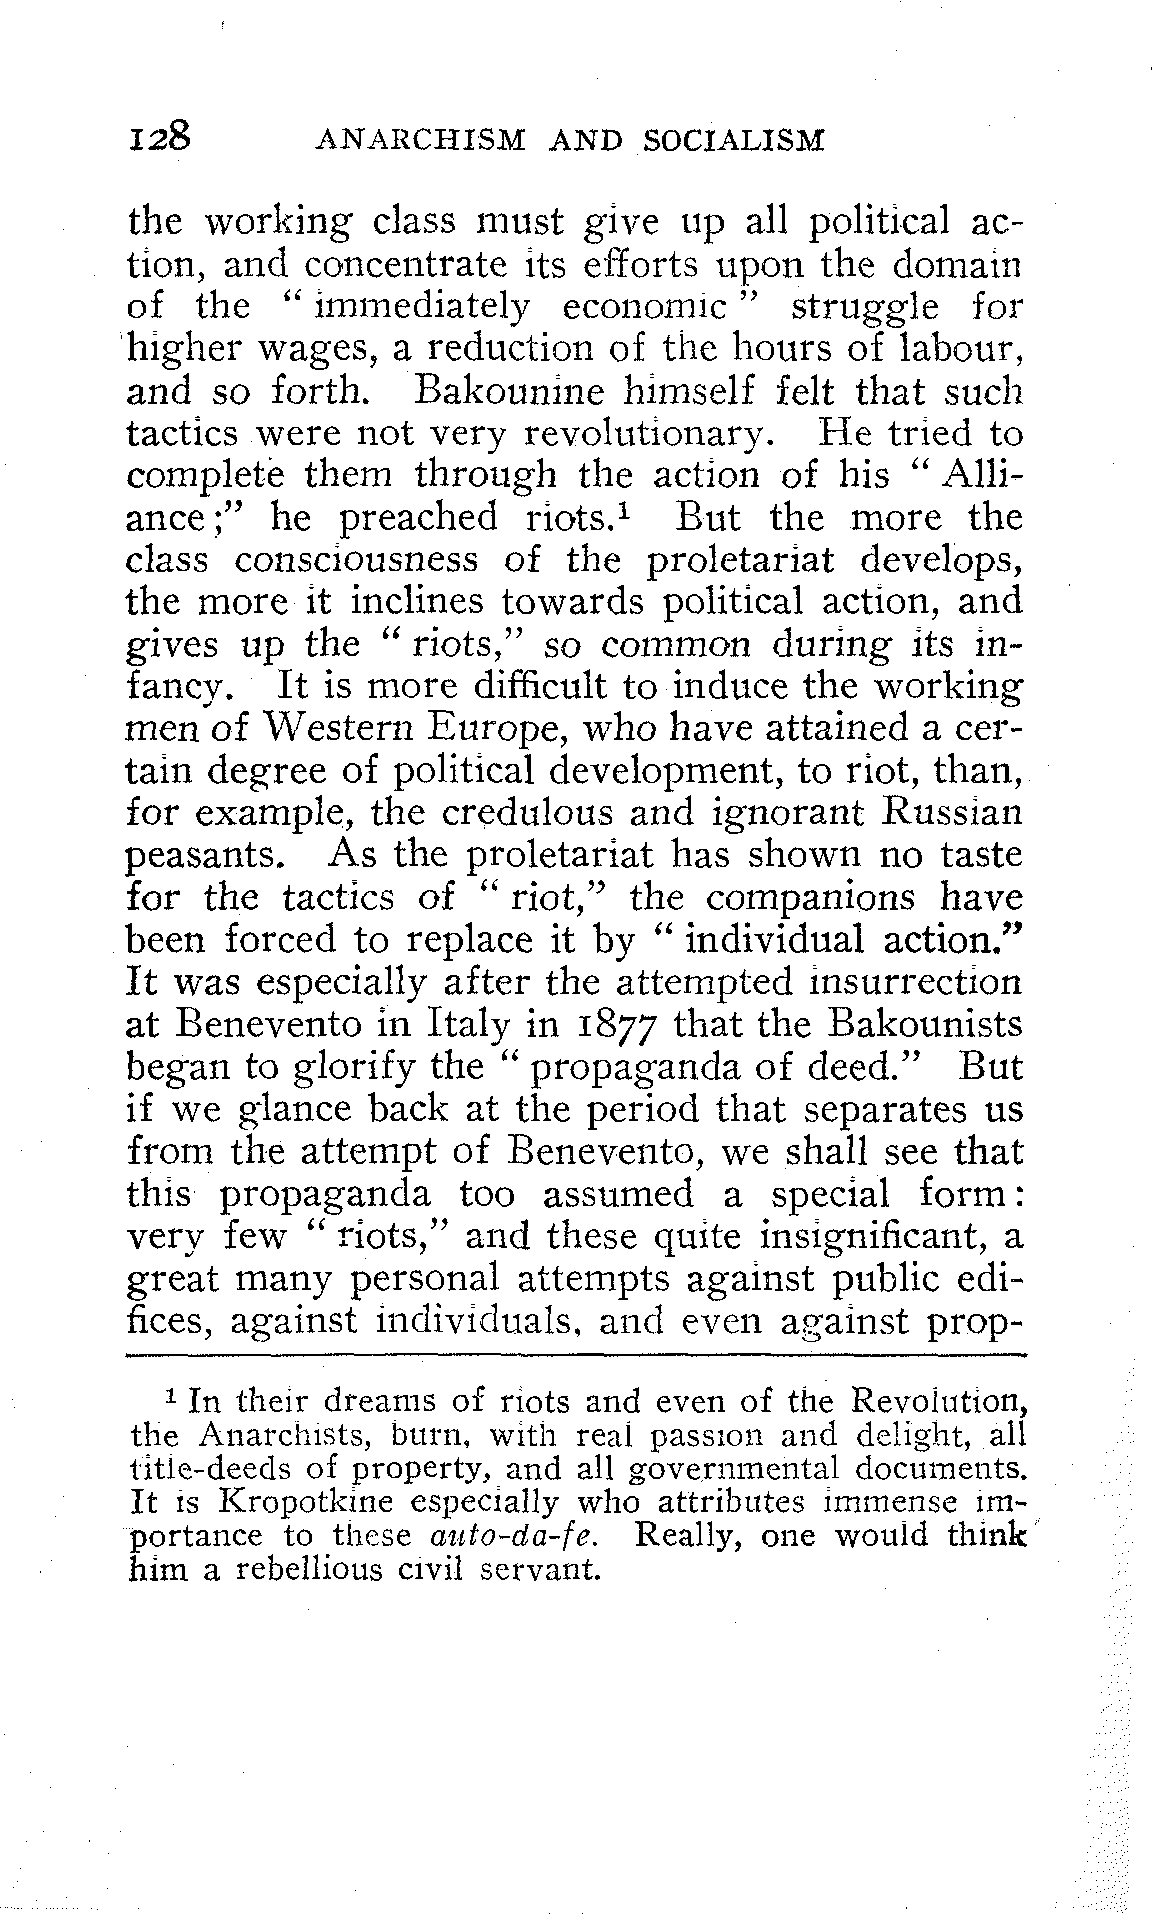 128 ANARCHISM AND SOCIALISM
the working class must give up all political ac-
tion, and concentrate its efforts upon the domain
of the “ immediately economic ” struggle for
higher wages, a reduction of the hours of labour,
and so forth. Bakounine himself felt that such
tactics were not very revolutionary. He tried to
complete them through the action of his “ Alli-
ance ;” he preached riots.¹ But the more the
class consciousness of the proletariat develops,
the more it inclines towards political action, and
gives up the “ riots,” so common during its in-
fancy. It is more difficult to induce the working
men of Western Europe, who have attained a cer-
tain degree of political development, to riot, than,
for example, the credulous and ignorant Russian
peasants. As the proletariat has shown no taste
for the tactics of “ riot,” the companions have
been forced to replace it by “ individual action.”
It was especially after the attempted insurrection
at Benevento in Italy in 1877 that the Bakounists
began to glorify the “ propaganda of deed.” But
if we glance back at the period that separates us
from the attempt of Benevento, we shall see that
this propaganda too assumed a special form :
very few “ riots,” and these quite insignificant, a
great many personal attempts against public edi-
fices, against individuals, and even against prop-
¹ In their dreams of riots and even of the Revolution,
the Anarchists, burn, with real passion and delight, all
title-deeds of property, and all governmental documents.
It is Kropotkine especially who attributes immense im-
portance to these auto-da-fe. Really, one would think
him a rebellious civil servant.